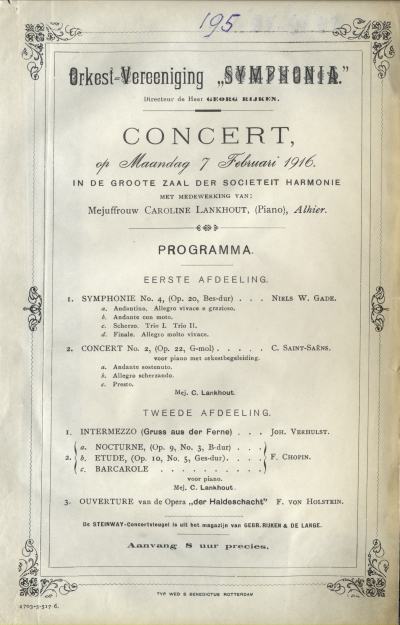 195
Orkest-Vereeniging „SYMPHONIA."
Directeur de Heer GEORG RIJKEN.
CONCERT,
op Maandag 7 Februari 1916.
IN DE GROOTE ZAAL DER SOCIETEIT HARMONIE
MET MEDEWERKING VAN:
Mejuffrouw CAROLINE LANKHOUT, (Piano), Alhier.
PROGRAMMA.
EERSTE AFDEELING.
1. SYMPHONIE No. 4, (Op. 20, Bes-dur) . . . NIELS W. GADE.
a. Andantino. Allegro vivace e grazioso.
b. Andante con moto.
c. Scherzo. Trio I. Trio II.
d. Finale. Allegro molto vivace.
2. CONCERT No. 2, (Op. 22, G-mol) . . . . . C. SAINT-SAËNS.
voor piano met orkestbegeleiding.
a. Andante sostenuto.
b. Allegro scherzando.
c. Presto.
Mej. C. Lankhout.
TWEEDE AFDEELING.
1. INTERMEZZO (Gruss aus der Ferne) . . . JOH. VERHULST.
a. NOCTURNE, (Op. 9, No. 3, B-dur) . . .
2. b. ETUDE, (Op. 10, No. 5, Ges-dur) . . . F. CHOPIN.
c. BARCAROLE . . . . . . . . . .
voor piano.
Mej. C. Lankhout.
3. OUVERTURE van de Opera „der Haideschacht" F. VON HOLSTEIN.
De STEINWAY-Concertvleugel is uit het magazijn van GEBR. RIJKEN & DE LANGE.
Aanvang 8 uur precies.
TYP WED S BENEDICTUS ROTTERDAM
4703-5-517-6.